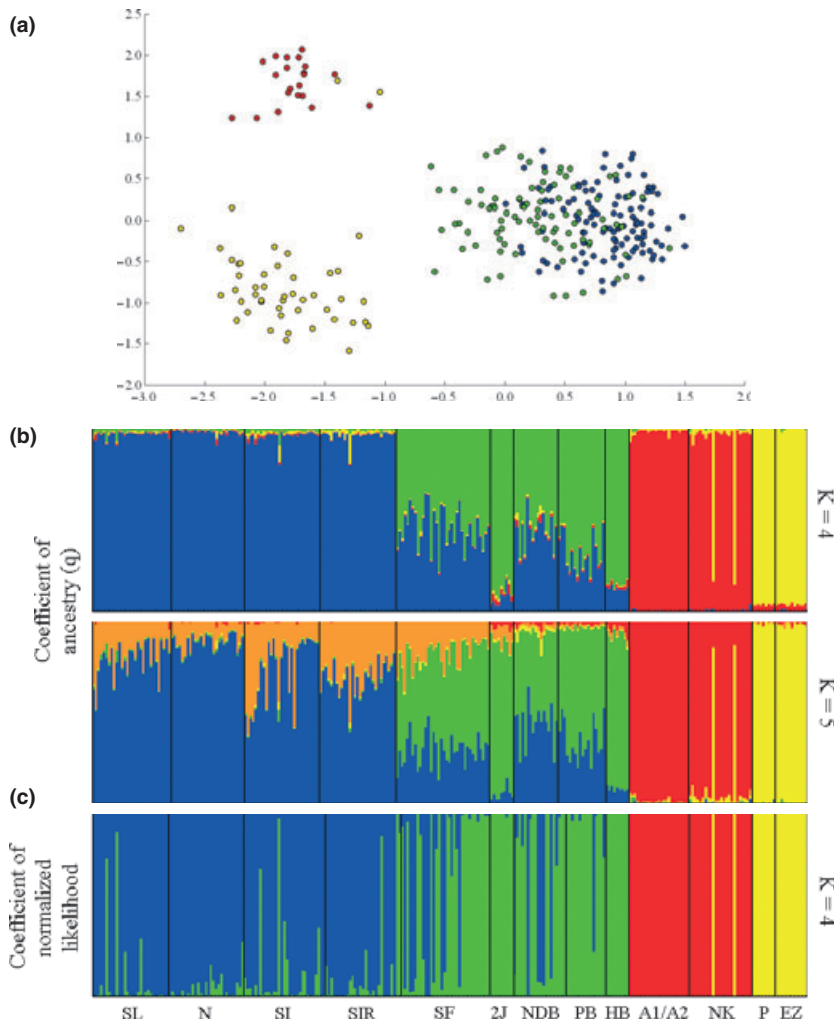 (a)
2.5
2.0
1.5
1.0
0.5
0.0
−0.5
−1.0
−1.5
−2.0
−3.0 −2.5 −2.0 −1.5 −1.0 −0.5 0.0 0.5 1.0 1.5 2.0
(b)
Coefficient of
ancestry (q)
K = 4
K = 5
(c)
Coefficient of
normalized
likelihood
K = 4
SL N SI SIR SF 2J NDB PB HB A1/A2 NK P EZ